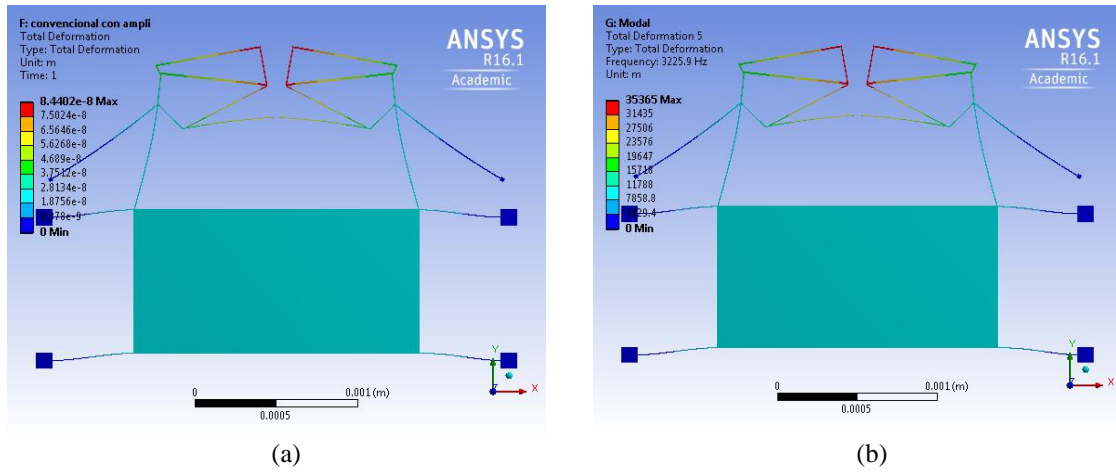 F: convencional con ampli
Total Deformation
Type: Total Deformation
Unit: m
Time: 1
8.4402e-8 Max
7.5024e-8
6.5646e-8
5.6268e-8
4.689e-8
3.7512e-8
2.8134e-8
1.8756e-8
0 Min
ANSYS
R16.1
Academic
Y
X
Z
0
0.001 (m)
0.0005
(a)
G: Modal
Total Deformation 5
Type: Total Deformation
Frequency: 3225.9 Hz
Unit: m
35365 Max
31435
27506
23576
19647
15718
11788
7858.8
0 Min
ANSYS
R16.1
Academic
Y
X
Z
0
0.001 (m)
0.0005
(b)